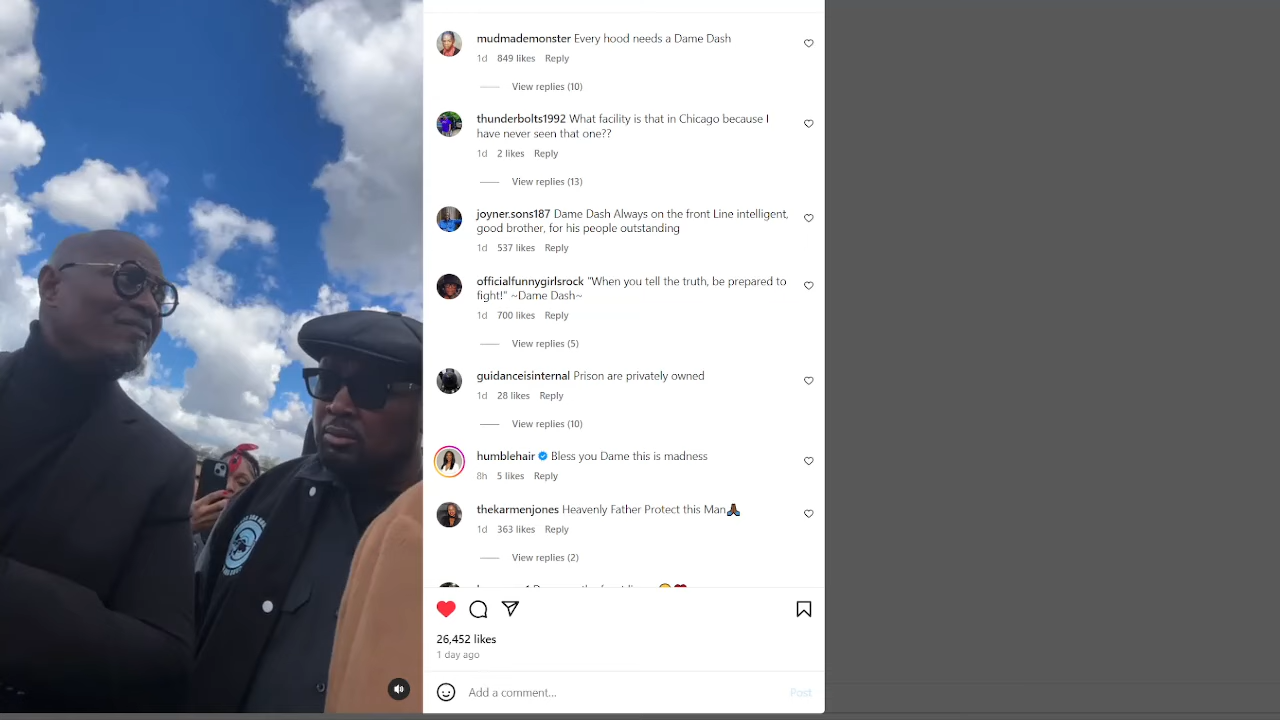 mudmademonster Every hood needs a Dame Dash
1d 849 likes Reply
View replies (10)
thunderbolts1992 What facility is that in Chicago because I
have never seen that one??
1d 2 likes Reply
View replies (13)
joyner.sons187 Dame Dash Always on the front Line intelligent,
good brother, for his people outstanding
1d 537 likes Reply
officialfunnygirlsrock "When you tell the truth, be prepared to
fight!" ~Dame Dash~
1d 700 likes Reply
View replies (5)
guidanceisinternal Prison are privately owned
1d 28 likes Reply
View replies (10)
humblehair Bless you Dame this is madness
8h 5 likes Reply
thekarmenjones Heavenly Father Protect this Man🙏🏾
1d 363 likes Reply
View replies (2)
26,452 likes
1 day ago
Add a comment...
Post